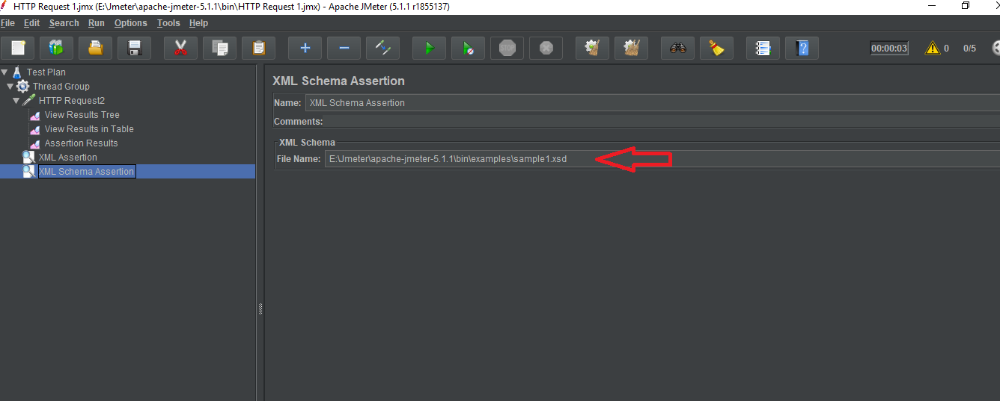 HTTP Request 1.jmx (E:\Jmeter\apache-jmeter-5.1.1\bin\HTTP Request 1.jmx) - Apache JMeter (5.1.1 r1855137)
File Edit Search Run Options Tools Help
STOP 00:00:03 0 0/5
Test Plan
Thread Group
HTTP Request2
View Results Tree
View Results in Table
Assertion Results
XML Assertion
XML Schema Assertion
XML Schema Assertion
Name: XML Schema Assertion
Comments:
XML Schema
File Name: E:\Jmeter\apache-jmeter-5.1.1\bin\examples\sample1.xsd